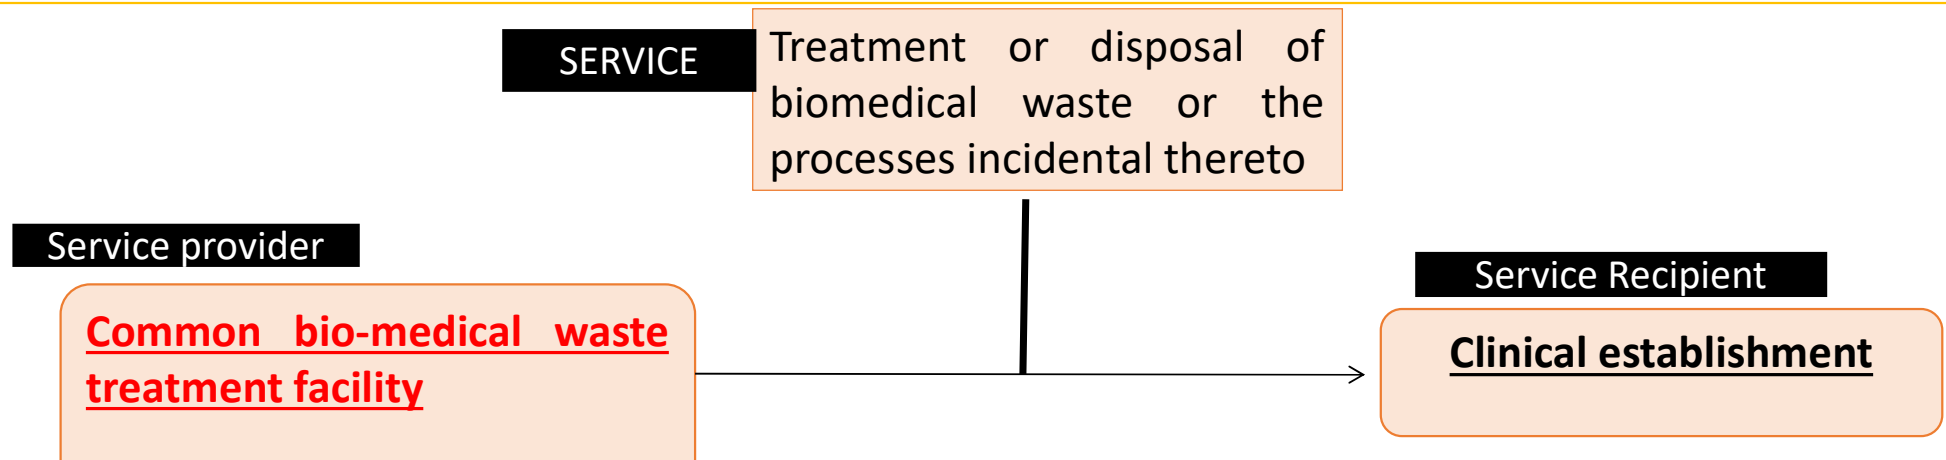 SERVICE
Treatment or disposal of
biomedical waste or the
processes incidental thereto
Service provider
Common bio-medical waste
treatment facility
Service Recipient
Clinical establishment